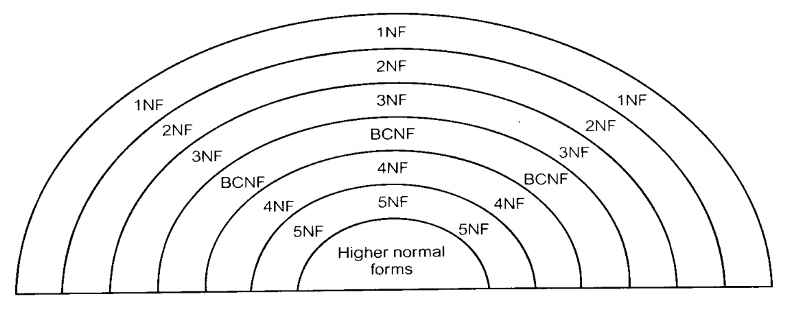 1NF
2NF
1NF 3NF 1NF
2NF BCNF 2NF
3NF 4NF 3NF
BCNF 5NF BCNF
4NF 4NF
5NF 5NF
Higher normal
forms